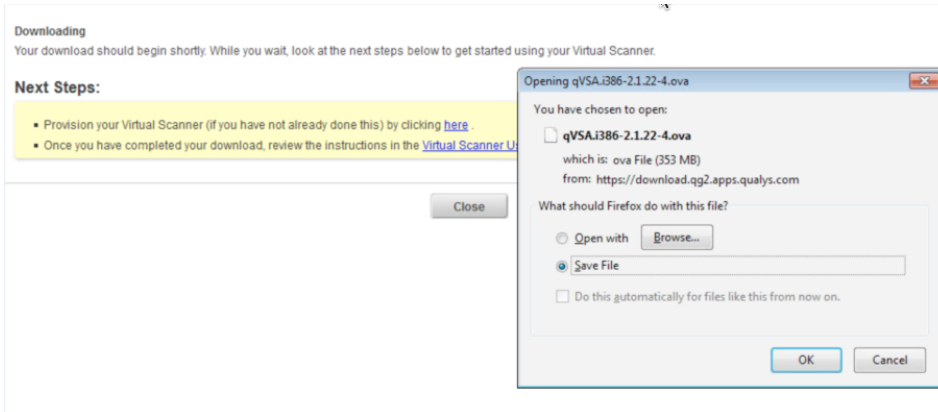 Downloading
Your download should begin shortly. While you wait, look at the next steps below to get started using your Virtual Scanner.
Next Steps:
Provision your Virtual Scanner (if you have not already done this) by clicking here .
Once you have completed your download, review the instructions in the Virtual Scanner
Close
Opening qVSA.i386-2.1.22-4.ova
You have chosen to open:
qVSA.i386-2.1.22-4.ova
which is: ova File (353 MB)
from: https://download.qg2.apps.qualys.com
What should Firefox do with this file?
Open with Browse...
Save File
Do this automatically for files like this from now on.
OK Cancel